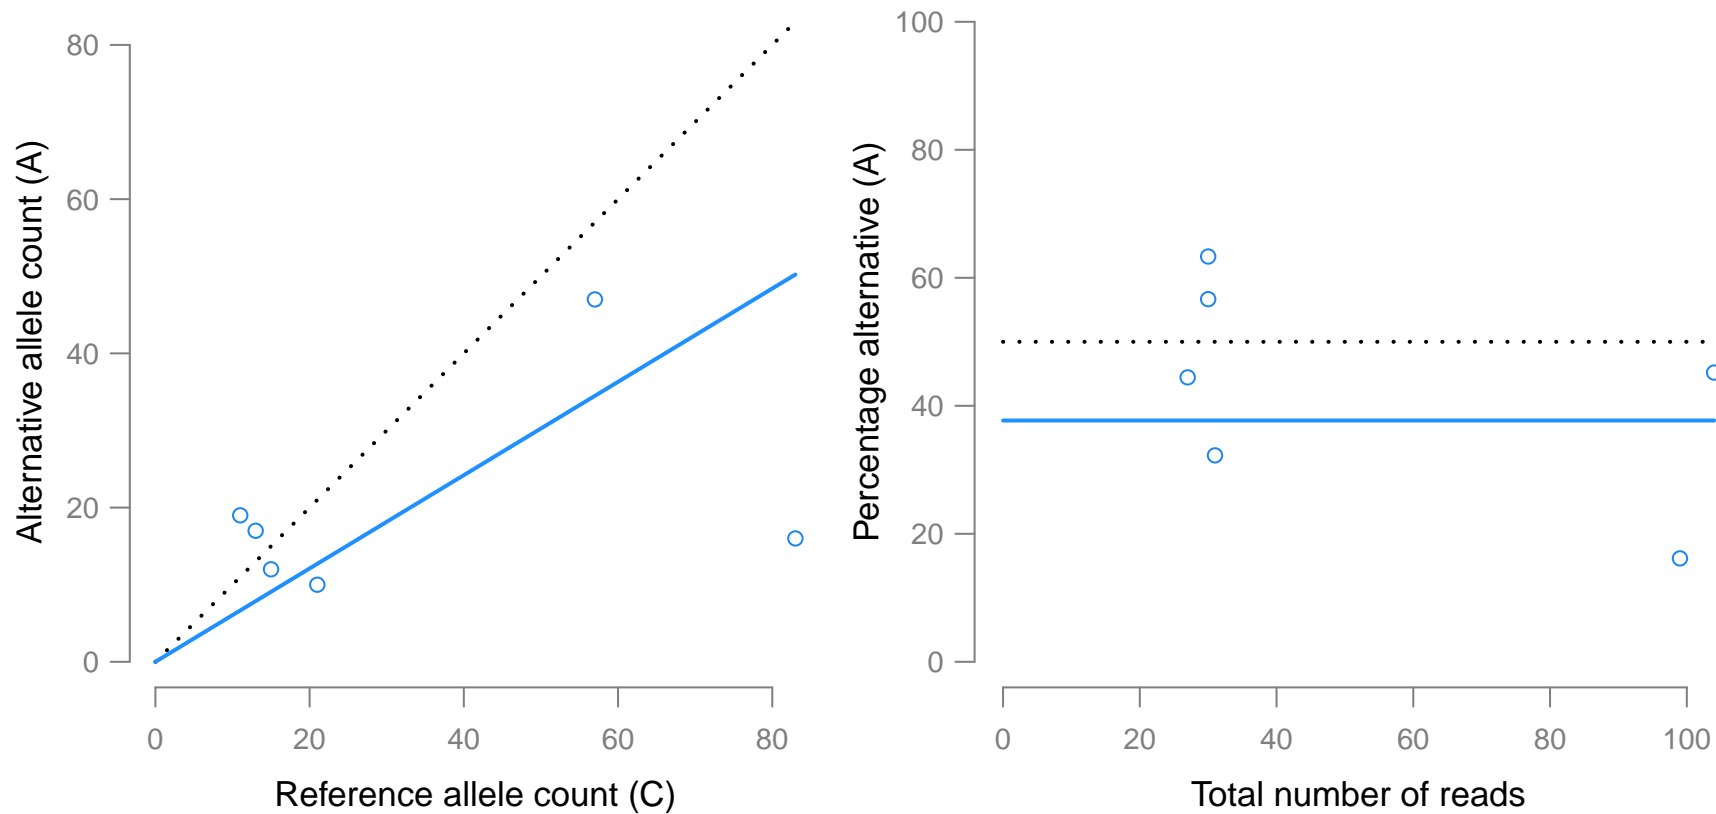 Alternative allele count (A)
80
60
40
20
0
0 20 40 60 80
Reference allele count (C)
Percentage alternative (A)
100
80
60
40
20
0
0 20 40 60 80 100
Total number of reads